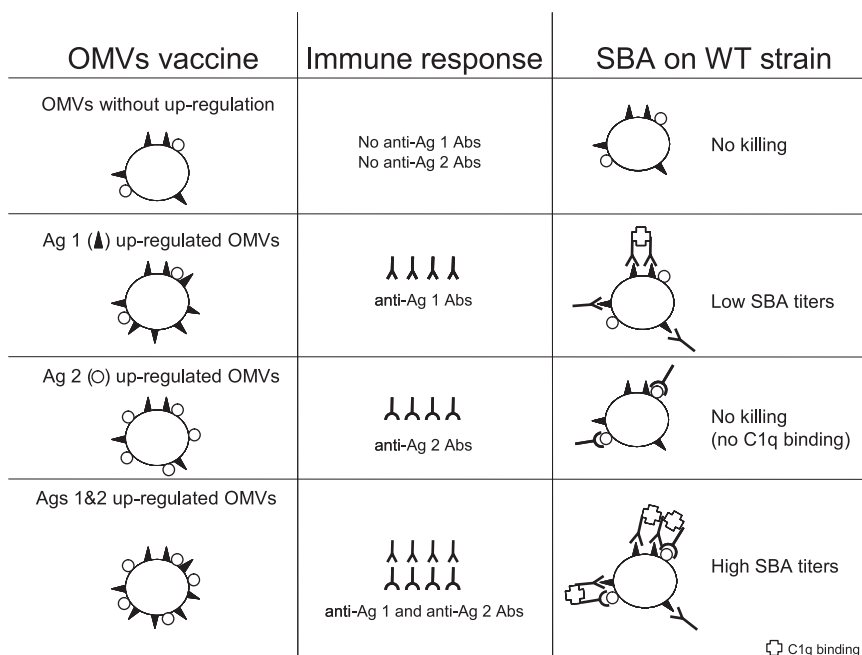 OMVs vaccine
Immune response
SBA on WT strain
OMVs without up-regulation
No anti-Ag 1 Abs
No anti-Ag 2 Abs
No killing
Ag 1 (▲) up-regulated OMVs
anti-Ag 1 Abs
Low SBA titers
Ag 2 (○) up-regulated OMVs
anti-Ag 2 Abs
No killing
(no C1q binding)
Ags 1&2 up-regulated OMVs
anti-Ag 1 and anti-Ag 2 Abs
High SBA titers
C1q binding